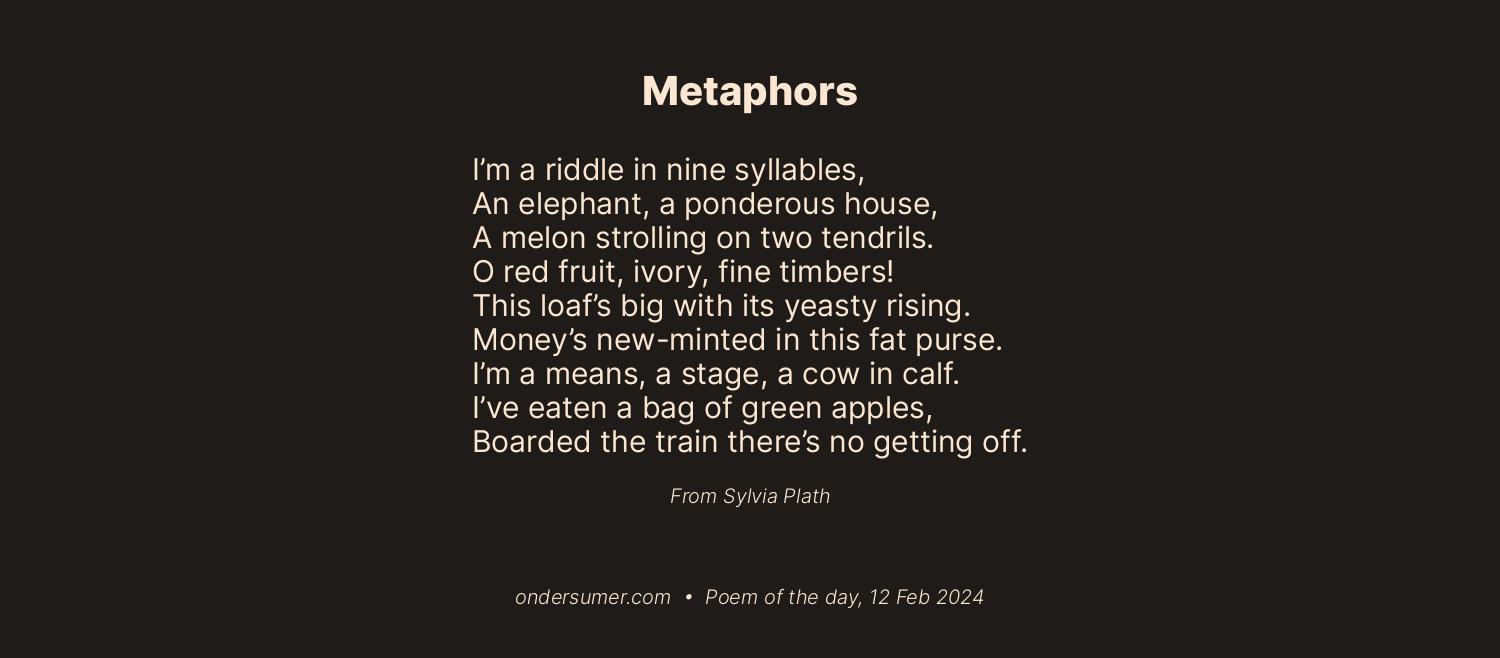 Metaphors
I’m a riddle in nine syllables,
An elephant, a ponderous house,
A melon strolling on two tendrils.
O red fruit, ivory, fine timbers!
This loaf’s big with its yeasty rising.
Money’s new-minted in this fat purse.
I’m a means, a stage, a cow in calf.
I’ve eaten a bag of green apples,
Boarded the train there’s no getting off.
From Sylvia Plath
ondersumer.com • Poem of the day, 12 Feb 2024